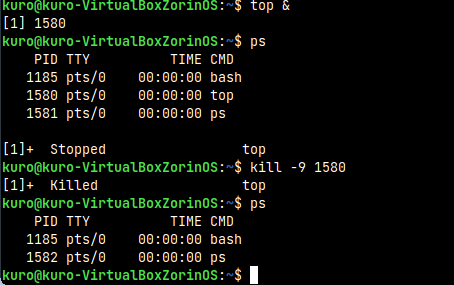 kuro@kuro-VirtualBoxZorinOS:~$ top &
[1] 1580
kuro@kuro-VirtualBoxZorinOS:~$ ps
    PID TTY          TIME CMD
   1185 pts/0    00:00:00 bash
   1580 pts/0    00:00:00 top
   1581 pts/0    00:00:00 ps

[1]+  Stopped                 top
kuro@kuro-VirtualBoxZorinOS:~$ kill -9 1580
[1]+  Killed                  top
kuro@kuro-VirtualBoxZorinOS:~$ ps
    PID TTY          TIME CMD
   1185 pts/0    00:00:00 bash
   1582 pts/0    00:00:00 ps
kuro@kuro-VirtualBoxZorinOS:~$